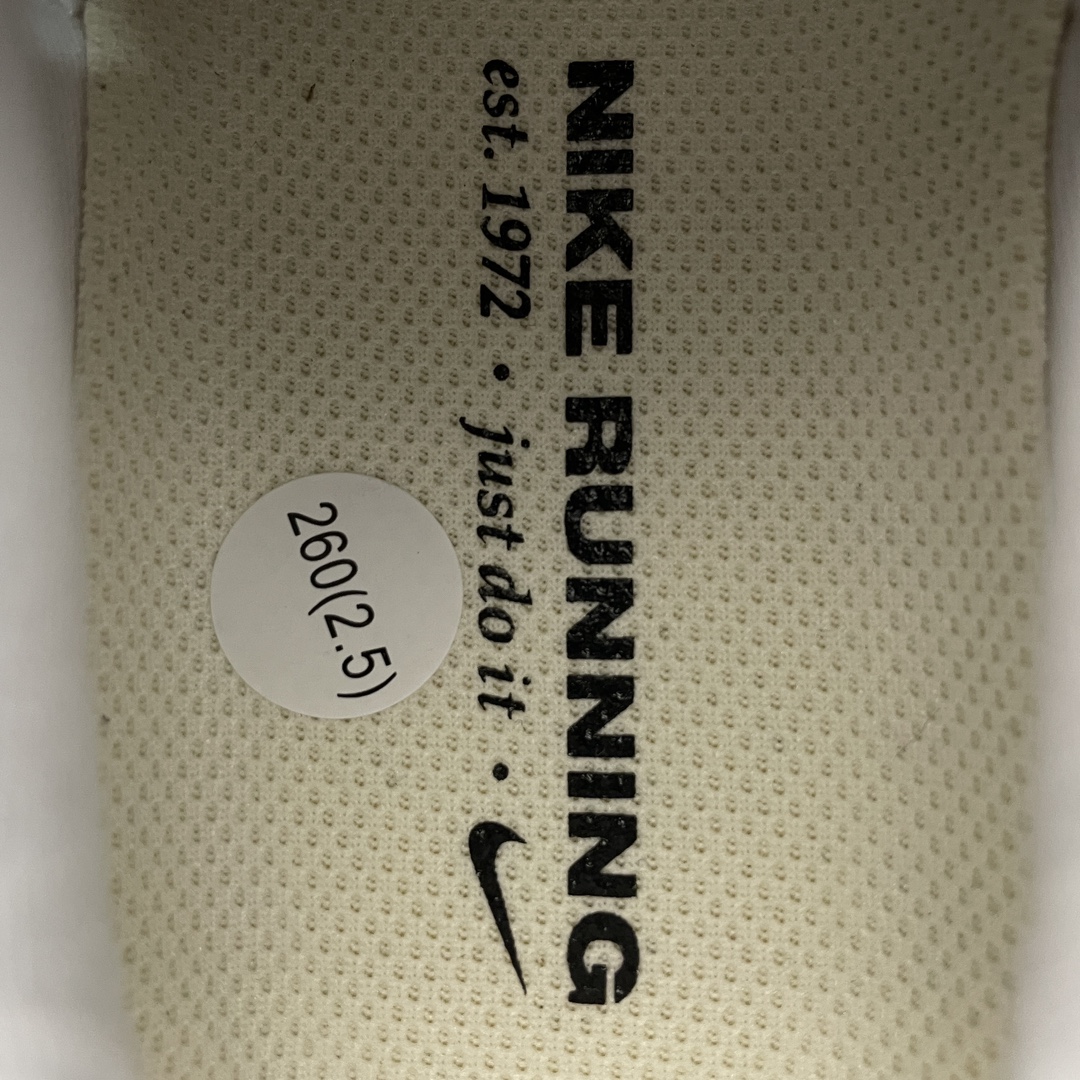 NIKE RUNNING
est. 1972 • just do it •
260(2.5)